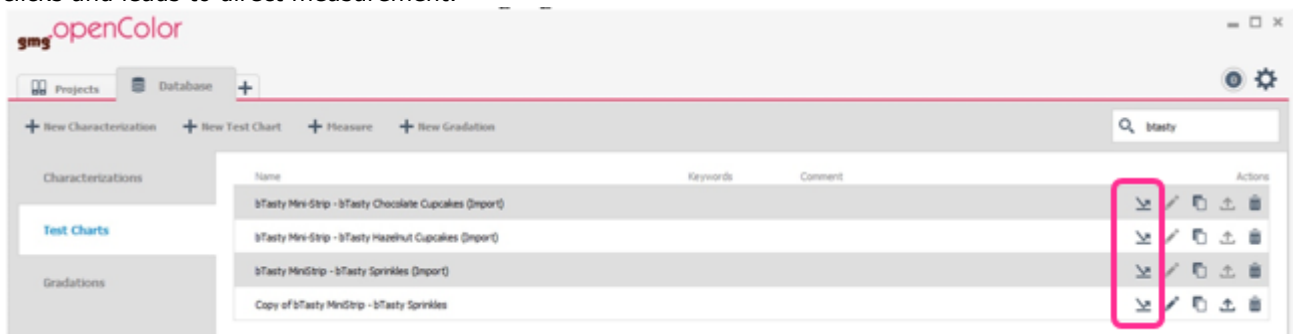 clicks and leads to direct measurement.
gmg openColor
Projects Database
New Characterization New Test Chart Measure New Gradation btasty
Characterizations
Test Charts
Gradations
Name Keywords Comment Actions
bTasty Mini-Strip - bTasty Chocolate Cupcakes (Import)
bTasty Mini-Strip - bTasty Hazelnut Cupcakes (Import)
bTasty MiniStrip - bTasty Sprinkles (Import)
Copy of bTasty MiniStrip - bTasty Sprinkles